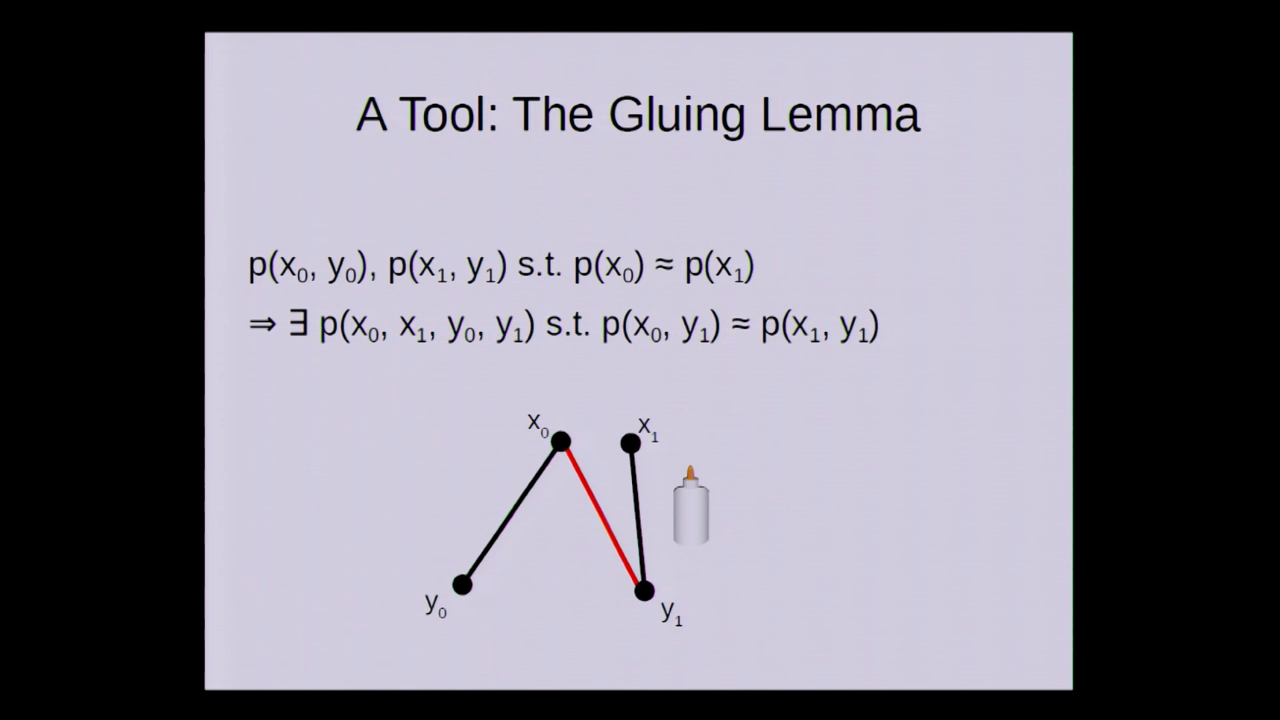 A Tool: The Gluing Lemma
p(x₀, y₀), p(x₁, y₁) s.t. p(x₀) ≈ p(x₁)
⇒ ∃ p(x₀, x₁, y₀, y₁) s.t. p(x₀, y₁) ≈ p(x₁, y₁)
x₀
x₁
y₀
y₁